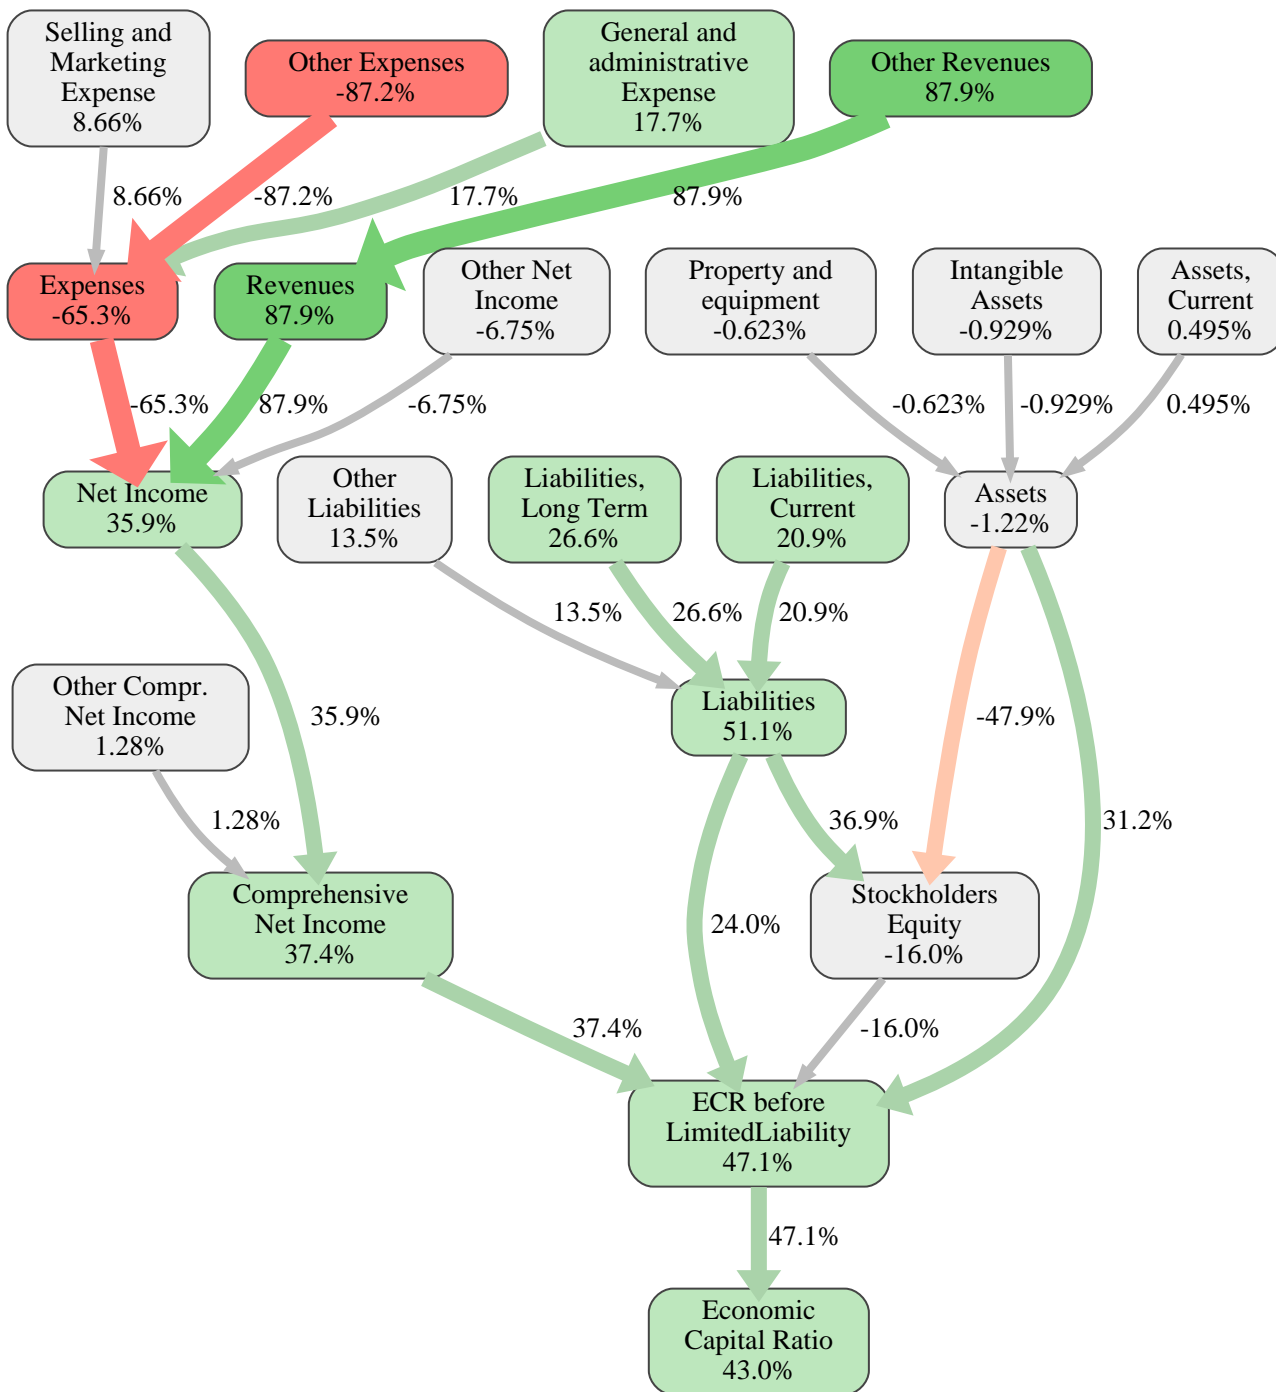 Selling and
Marketing
Expense
8.66%
Other Expenses
-87.2%
General and
administrative
Expense
17.7%
Other Revenues
87.9%
8.66%
-87.2%
17.7%
87.9%
Expenses
-65.3%
Revenues
87.9%
Other Net
Income
-6.75%
Property and
equipment
-0.623%
Intangible
Assets
-0.929%
Assets,
Current
0.495%
-65.3%
87.9%
-6.75%
-0.623%
-0.929%
0.495%
Net Income
35.9%
Other
Liabilities
13.5%
Liabilities,
Long Term
26.6%
Liabilities,
Current
20.9%
Assets
-1.22%
13.5%
26.6%
20.9%
Other Compr.
Net Income
1.28%
35.9%
Liabilities
51.1%
-47.9%
1.28%
36.9%
31.2%
Comprehensive
Net Income
37.4%
24.0%
Stockholders
Equity
-16.0%
37.4%
-16.0%
ECR before
LimitedLiability
47.1%
47.1%
Economic
Capital Ratio
43.0%